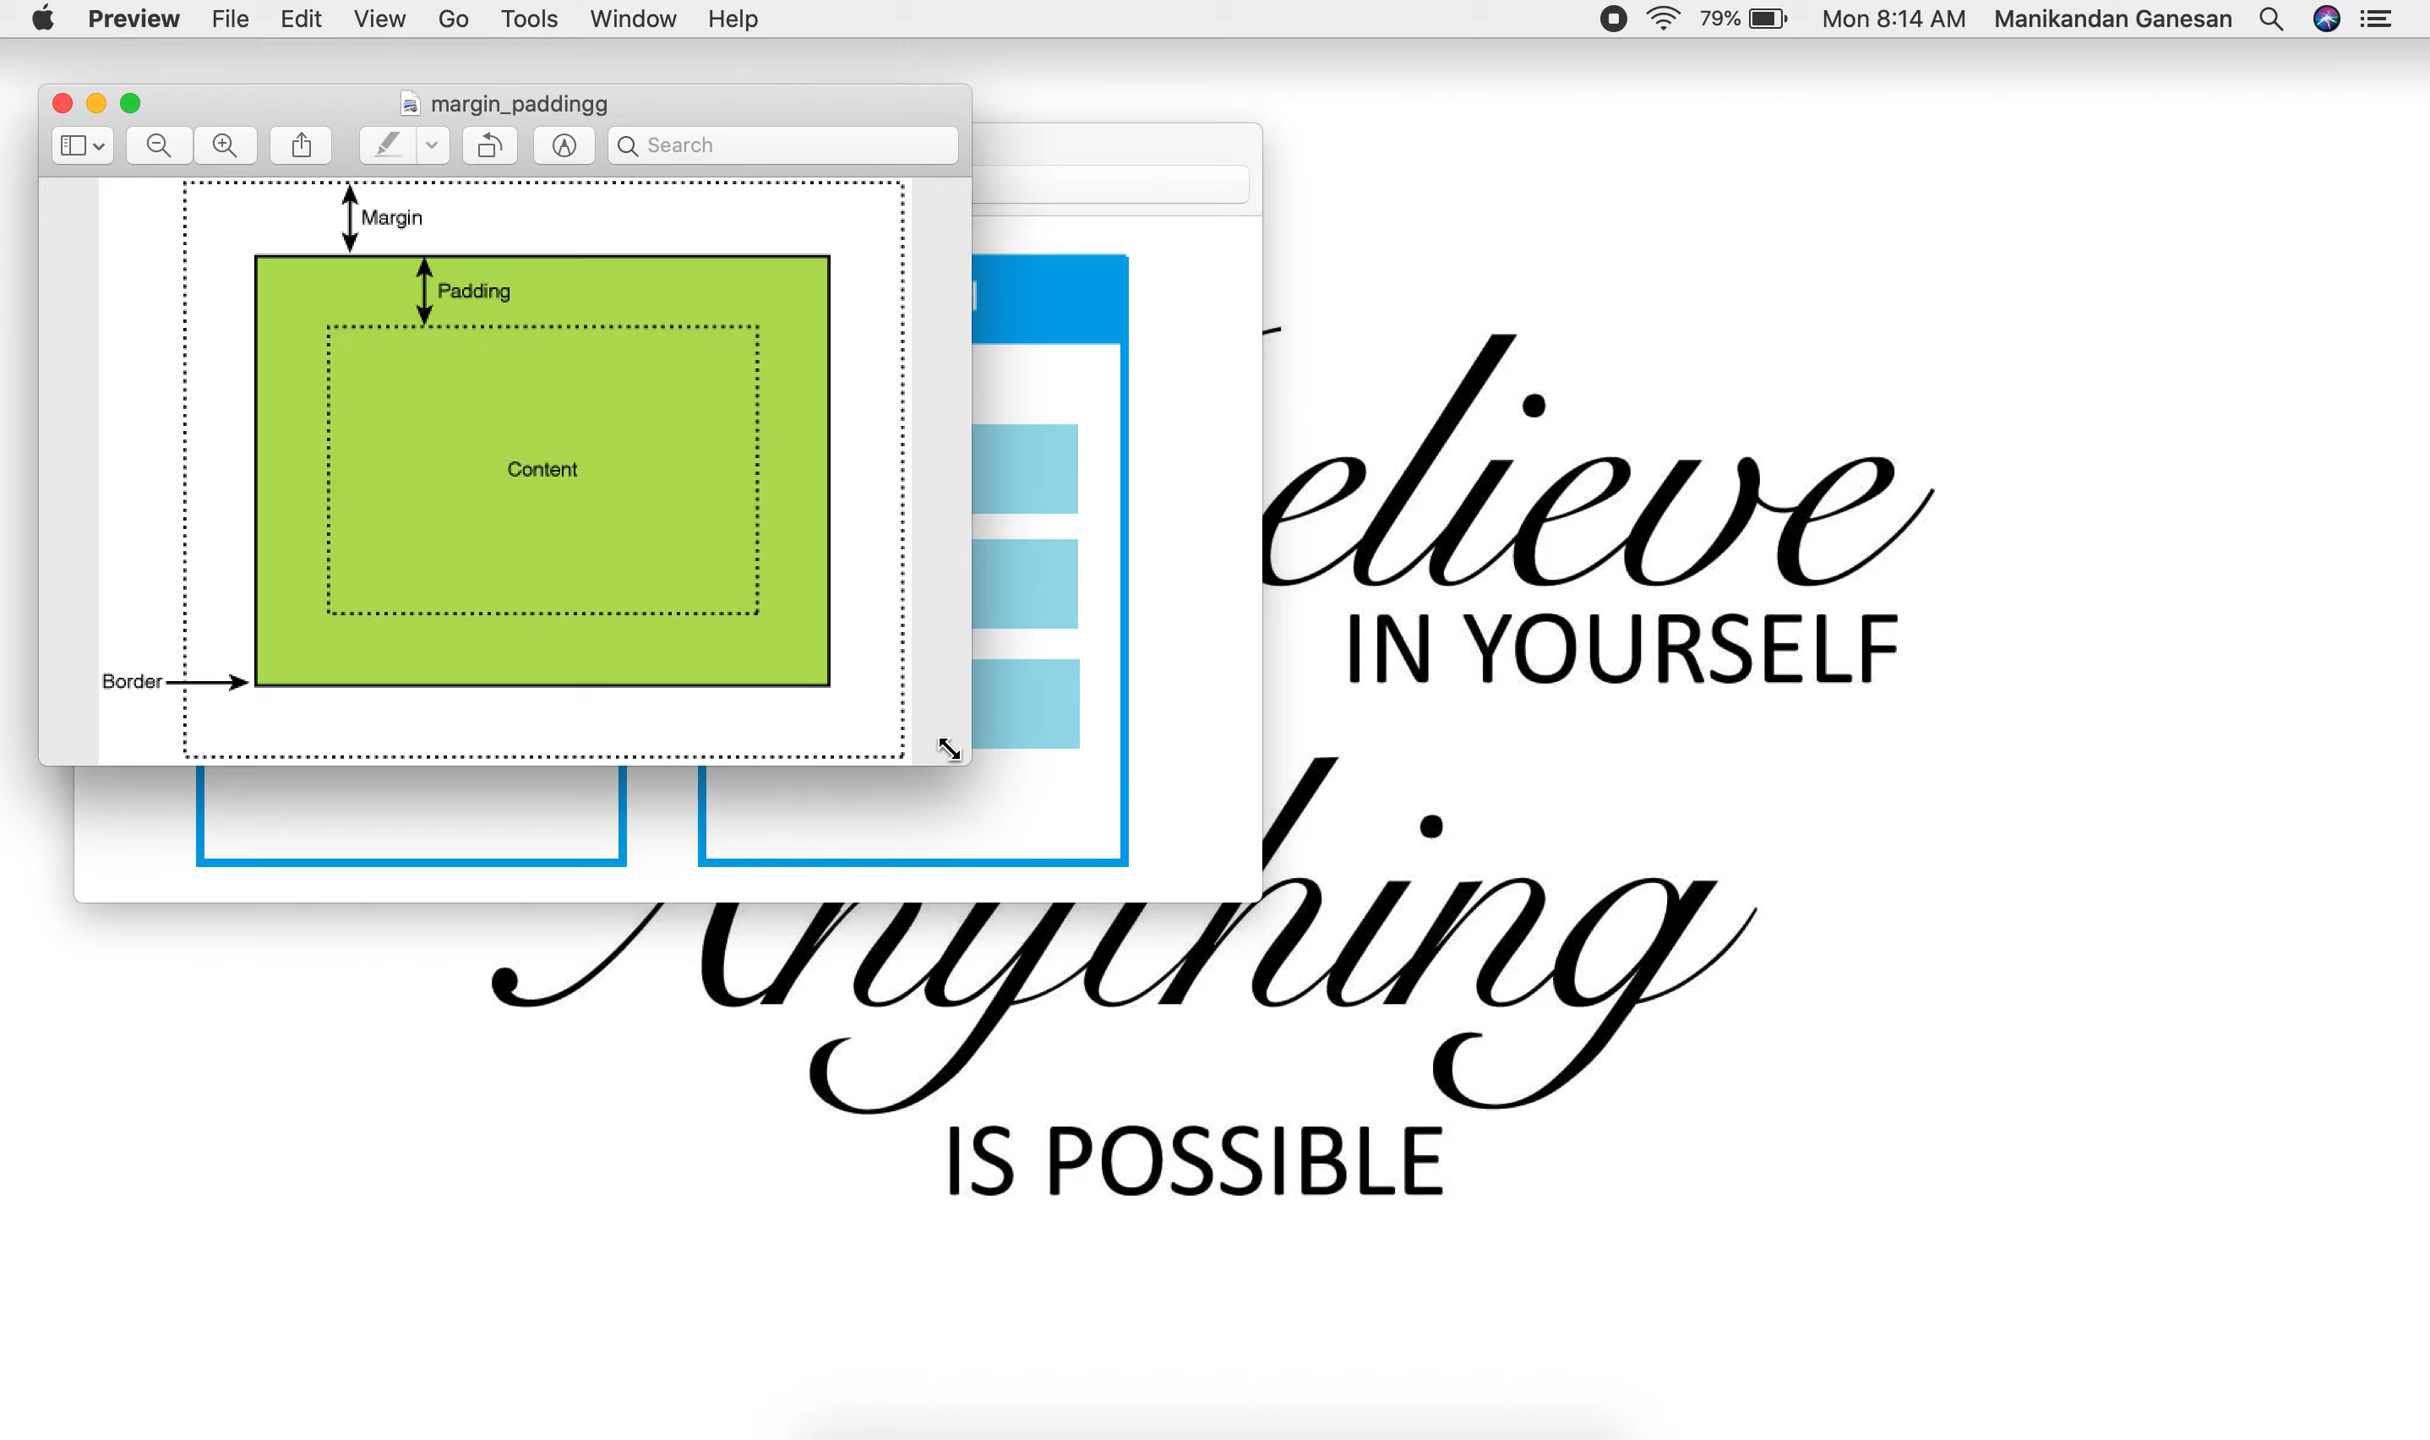 Preview File Edit View Go Tools Window Help 79% Mon 8:14 AM Manikandan Ganesan
margin_paddingg
Search
Margin
Padding
Content
Border
elieve
IN YOURSELF
Anything
IS POSSIBLE